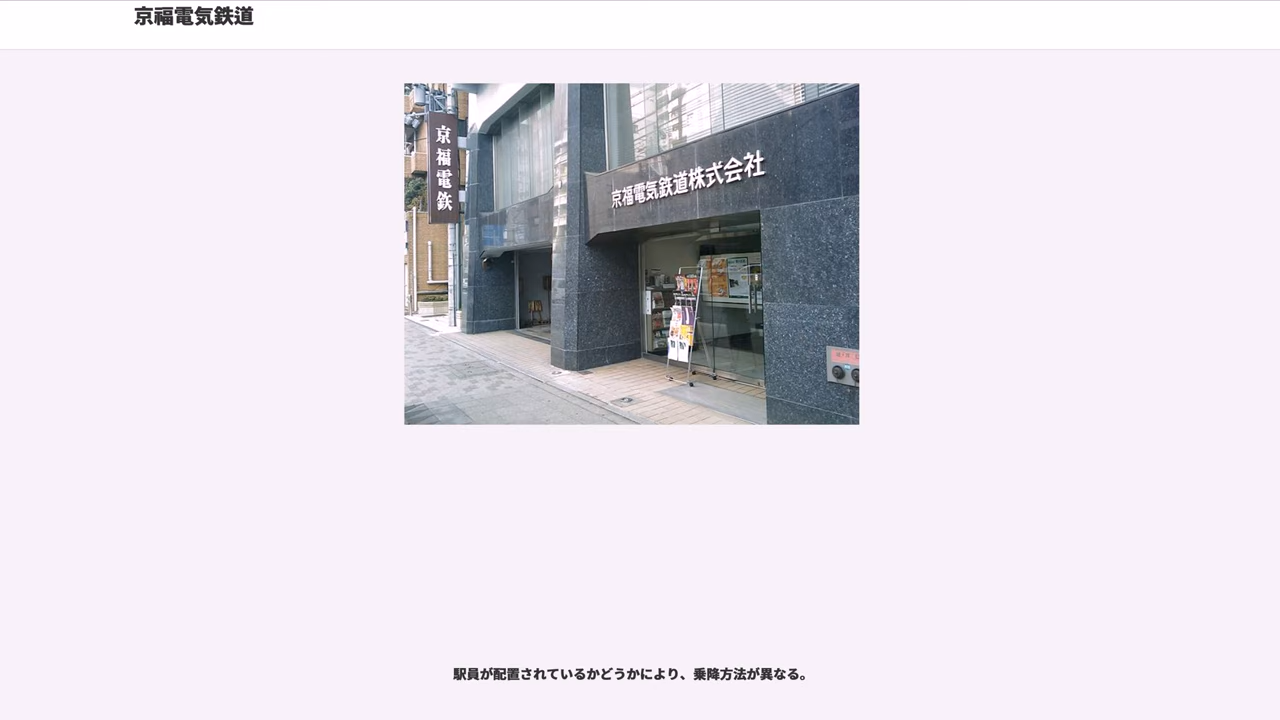 京福電気鉄道
京福電鉄
京福電気鉄道株式会社
駅員が配置されているかどうかにより、乗降方法が異なる。